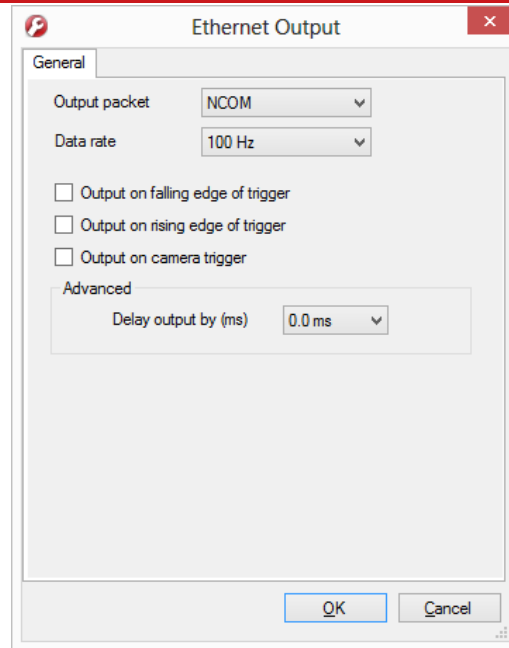 Ethernet Output
General
Output packet NCOM
Data rate 100 Hz
Output on falling edge of trigger
Output on rising edge of trigger
Output on camera trigger
Advanced
Delay output by (ms) 0.0 ms
OK Cancel